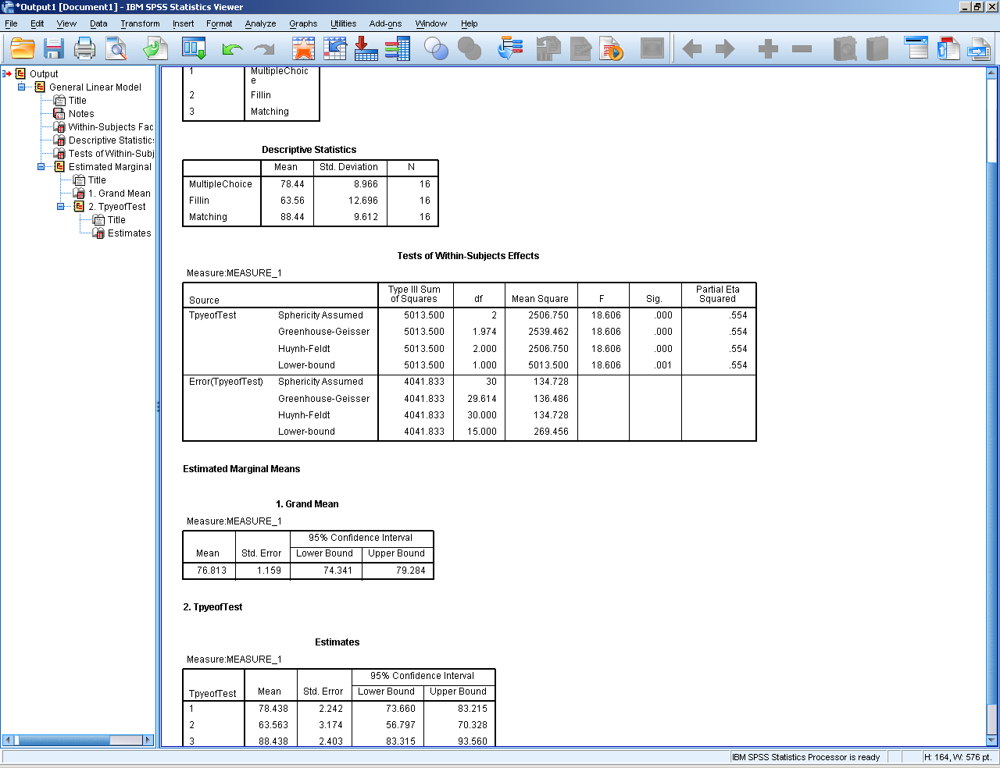 *Output1 [Document1] - IBM SPSS Statistics Viewer
File Edit View Data Transform Insert Format Analyze Graphs Utilities Add-ons Window Help
Output
General Linear Model
Title
Notes
Within-Subjects Fac
Descriptive Statistic:
Tests of Within-Subj
Estimated Marginal
Title
1. Grand Mean
2. TpyeofTest
Title
Estimates
1 MultipleChoic
e
2 Fillin
3 Matching
Descriptive Statistics
Mean Std. Deviation N
MultipleChoice 78.44 8.966 16
Fillin 63.56 12.696 16
Matching 88.44 9.612 16
Tests of Within-Subjects Effects
Measure:MEASURE_1
Source Type III Sum of Squares df Mean Square F Sig. Partial Eta Squared
TpyeofTest Sphericity Assumed 5013.500 2 2506.750 18.606 .000 .554
Greenhouse-Geisser 5013.500 1.974 2539.462 18.606 .000 .554
Huynh-Feldt 5013.500 2.000 2506.750 18.606 .000 .554
Lower-bound 5013.500 1.000 5013.500 18.606 .001 .554
Error(TpyeofTest) Sphericity Assumed 4041.833 30 134.728
Greenhouse-Geisser 4041.833 29.614 136.486
Huynh-Feldt 4041.833 30.000 134.728
Lower-bound 4041.833 15.000 269.456
Estimated Marginal Means
1. Grand Mean
Measure:MEASURE_1
95% Confidence Interval
Mean Std. Error Lower Bound Upper Bound
76.813 1.159 74.341 79.284
2. TpyeofTest
Estimates
Measure:MEASURE_1
95% Confidence Interval
TpyeofTest Mean Std. Error Lower Bound Upper Bound
1 78.438 2.242 73.660 83.215
2 63.563 3.174 56.797 70.328
3 88.438 2.403 83.315 93.560
IBM SPSS Statistics Processor is ready H: 164, W: 576 pt.